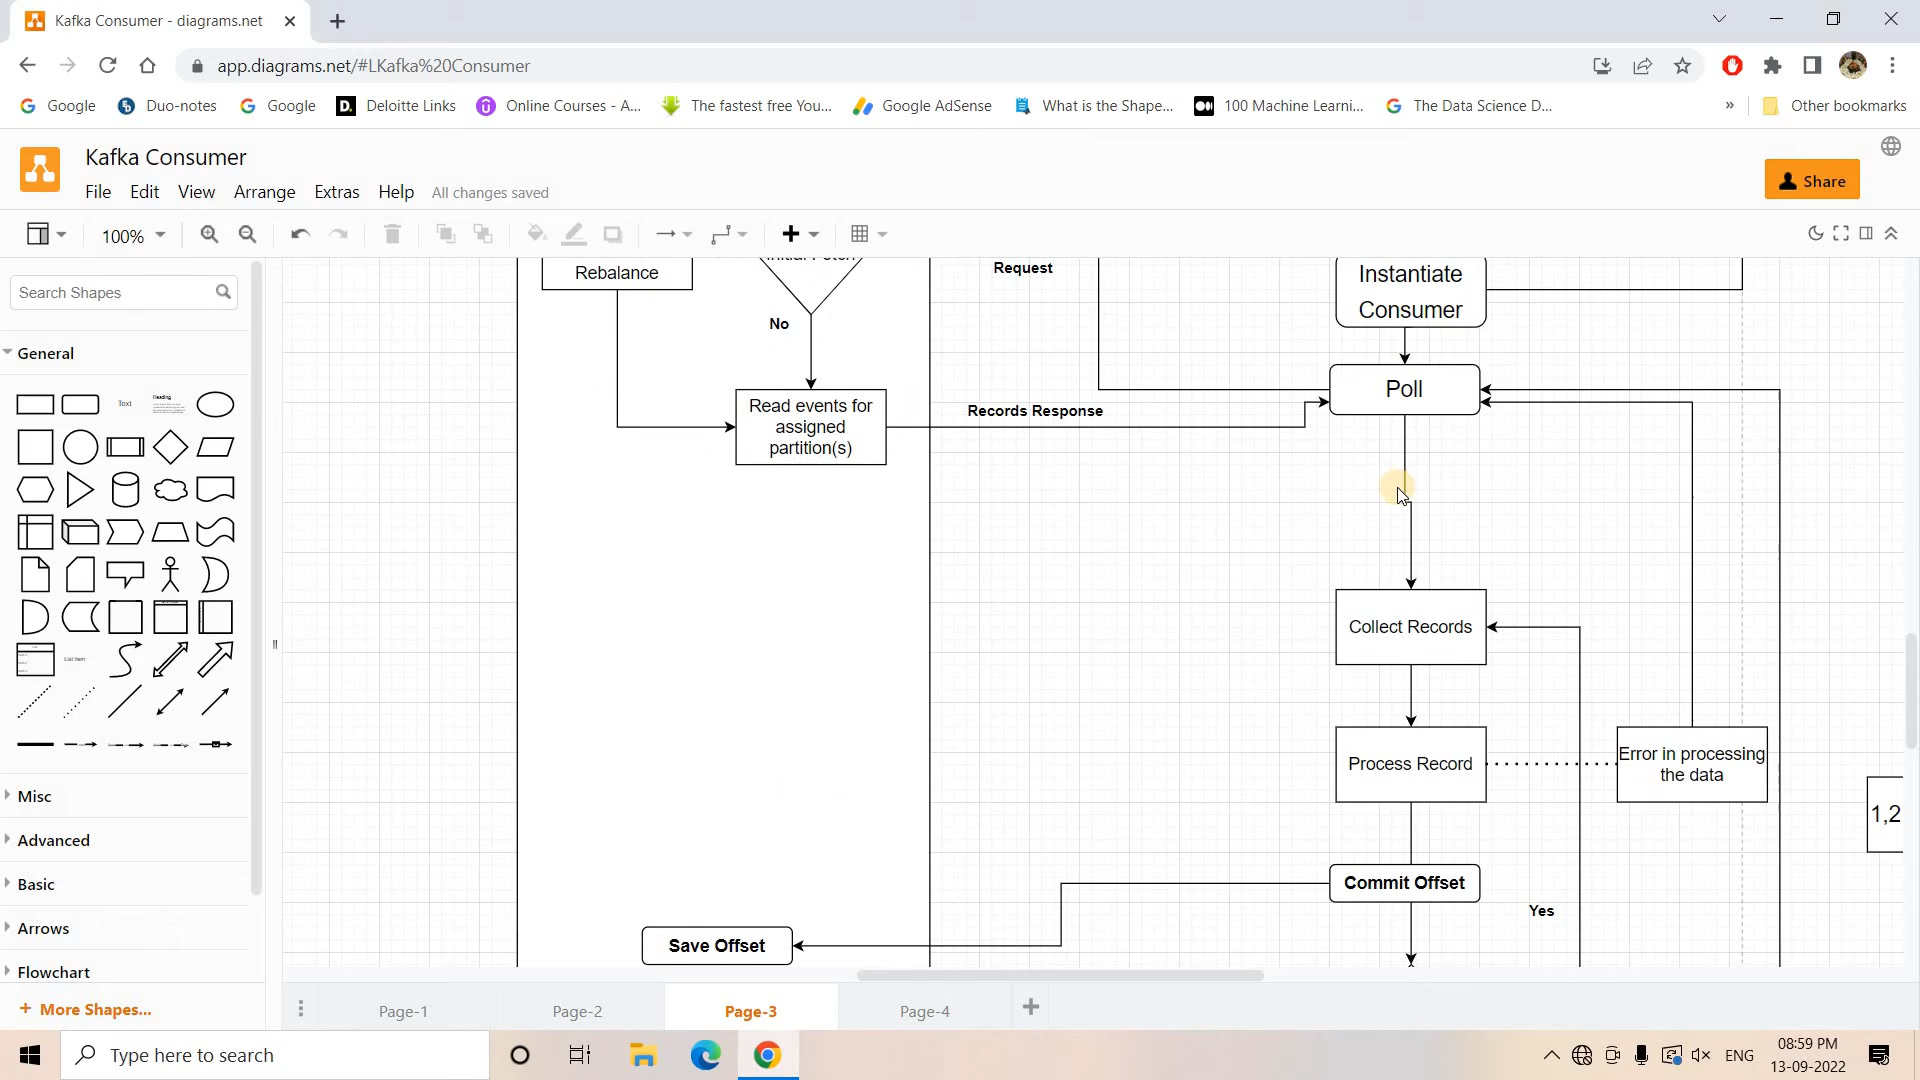 Kafka Consumer - diagrams.net
app.diagrams.net/#LKafka%20Consumer
Google
Duo-notes
Google
Deloitte Links
Online Courses - A...
The fastest free You...
Google AdSense
What is the Shape...
100 Machine Learni...
The Data Science D...
»
Other bookmarks
Kafka Consumer
File
Edit
View
Arrange
Extras
Help
All changes saved
Share
100%
Search Shapes
General
Text
Heading
List Item
Misc
Advanced
Basic
Arrows
Flowchart
+ More Shapes...
Rebalance
Initial Fetch
No
Read events for
assigned
partition(s)
Request
Records Response
Instantiate
Consumer
Poll
Collect Records
Process Record
Error in processing
the data
1,2
Commit Offset
Yes
Save Offset
Page-1
Page-2
Page-3
Page-4
Type here to search
ENG
08:59 PM
13-09-2022